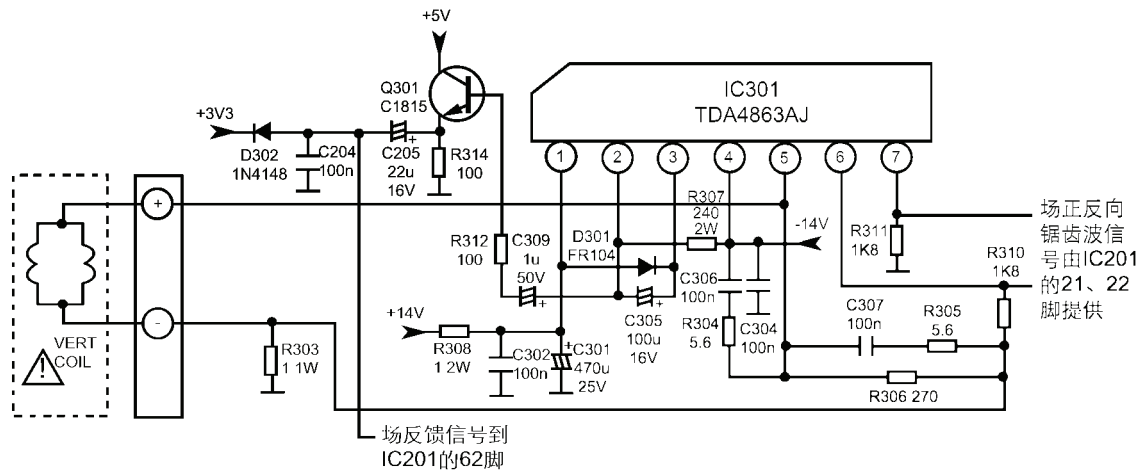 +5V
Q301
C1815
+3V3
D302
1N4148
C204
100n
C205
22u
16V
+
R314
100
IC301
TDA4863AJ
1
2
3
4
5
6
7
+
-
VERT
COIL
!
R303
1 1W
R312
100
C309
1u
50V
+
D301
FR104
R307
240
2W
-14V
C306
100n
R304
5.6
C304
100n
C305
100u
16V
+
+14V
R308
1 2W
C302
100n
+
C301
470u
25V
R311
1K8
R310
1K8
C307
100n
R305
5.6
R306 270
场正反向
锯齿波信
号由IC201
的21、22
脚提供
场反馈信号到
IC201的62脚